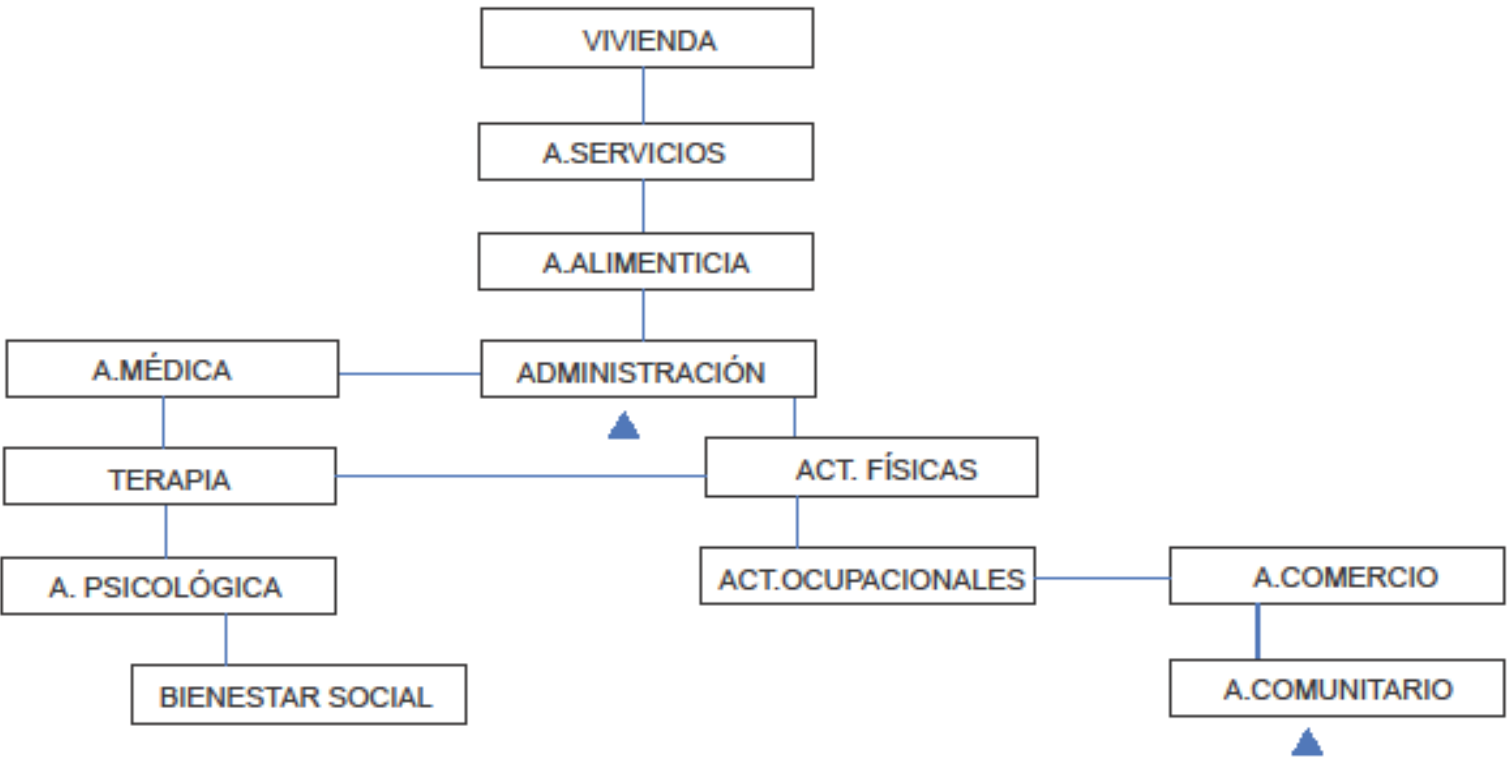 VIVIENDA
A.SERVICIOS
A.ALIMENTICIA
A.MÉDICA
ADMINISTRACIÓN
TERAPIA
ACT. FÍSICAS
A. PSICOLÓGICA
ACT.OCUPACIONALES
A.COMERCIO
BIENESTAR SOCIAL
A.COMUNITARIO